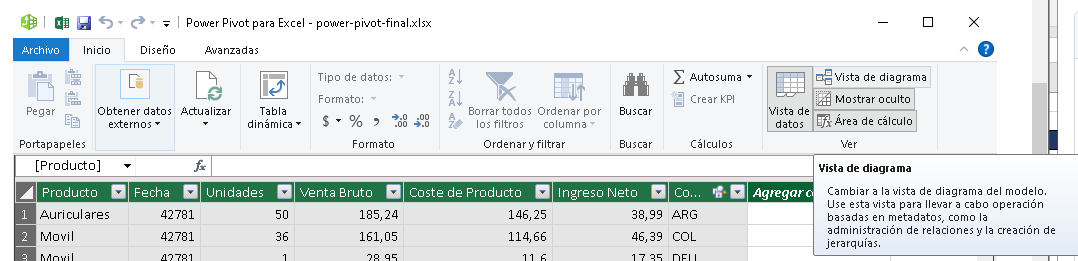 Power Pivot para Excel - power-pivot-final.xlsx
Archivo Inicio Diseño Avanzadas
Pegar
Portapapeles
Obtener datos externos
Actualizar
Tabla dinámica
Tipo de datos:
Formato:
$ % ,
Formato
Borrar todos los filtros
Ordenar por columna
Ordenar y filtrar
Buscar
Buscar
Autosuma
Crear KPI
Cálculos
Vista de datos
Vista de diagrama
Mostrar oculto
Área de cálculo
Ver
[Producto] fx
Producto Fecha Unidades Venta Bruto Coste de Producto Ingreso Neto Co...
1 Auriculares 42781 50 185,24 146,25 38,99 ARG
2 Movil 42781 36 161,05 114,66 46,39 COL
3 Movil 42781 1 28,95 11,6 17,35
Vista de diagrama
Cambiar a la vista de diagrama del modelo.
Use esta vista para llevar a cabo operación
basadas en metadatos, como la
administración de relaciones y la creación de
jerarquías.